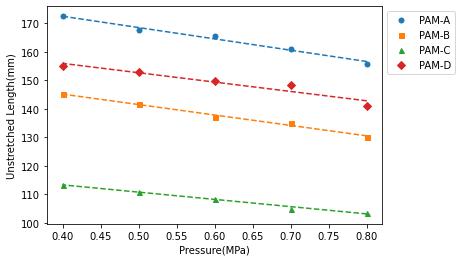 Unstretched Length(mm)
170
160
150
140
130
120
110
100
0.40 0.45 0.50 0.55 0.60 0.65 0.70 0.75 0.80
Pressure(MPa)
PAM-A
PAM-B
PAM-C
PAM-D